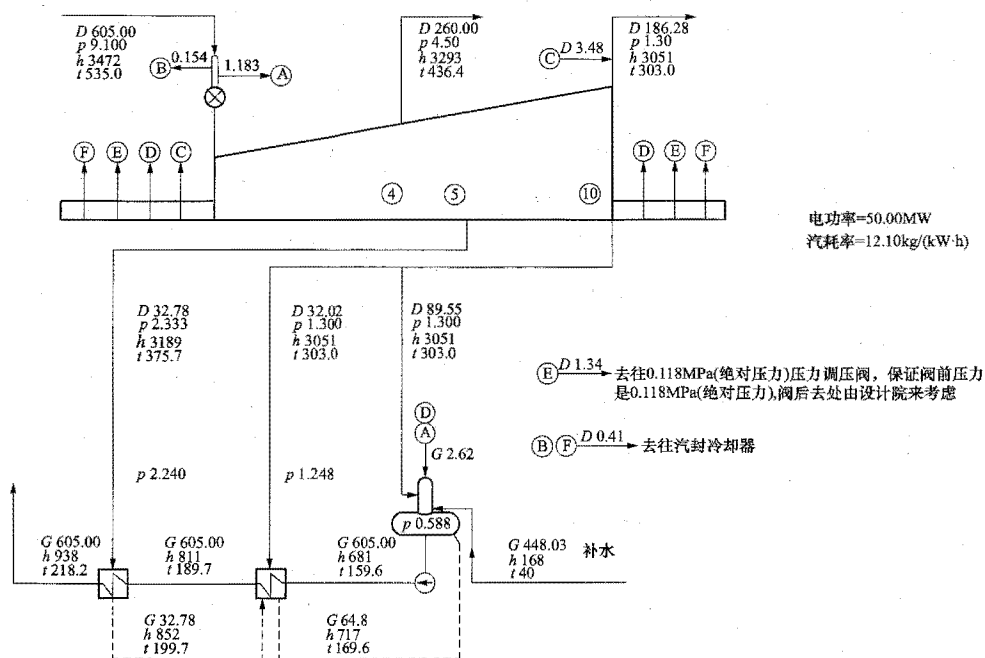 D 605.00
p 9.100
h 3472
t 535.0
B
0.154
1.183
A
D 260.00
p 4.50
h 3293
t 436.4
C
D 3.48
D 186.28
p 1.30
h 3051
t 303.0
F
E
D
C
4
5
10
D
E
F
电功率=50.00MW
汽耗率=12.10kg/(kW·h)
D 32.78
p 2.333
h 3189
t 375.7
D 32.02
p 1.300
h 3051
t 303.0
D 89.55
p 1.300
h 3051
t 303.0
E
D 1.34
去往0.118MPa(绝对压力)压力调压阀，保证阀前压力
是0.118MPa(绝对压力),阀后去处由设计院来考虑
D
A
G 2.62
B
F
D 0.41
去往汽封冷却器
p 2.240
p 1.248
p 0.588
G 605.00
h 938
t 218.2
G 605.00
h 811
t 189.7
G 605.00
h 681
t 159.6
G 448.03
h 168
t 40
补水
G 32.78
h 852
t 199.7
G 64.8
h 717
t 169.6